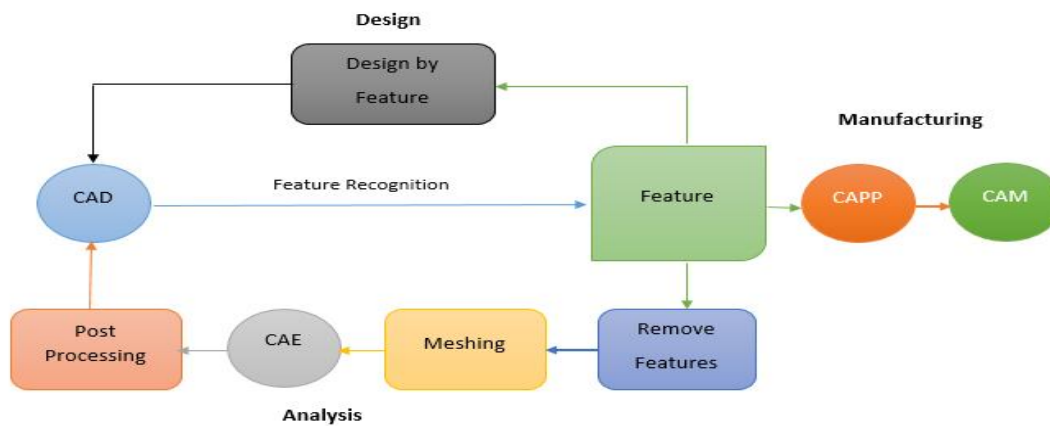 Design
Design by
Feature
Manufacturing
CAD
Feature Recognition
Feature
CAPP
CAM
Post
Processing
CAE
Meshing
Remove
Features
Analysis